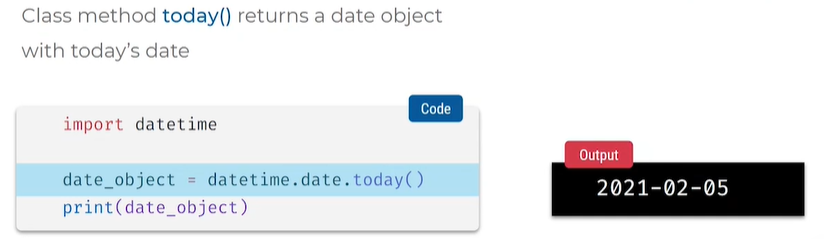 Class method today() returns a date object
with today's date
Code
import datetime
date_object = datetime.date.today()
print(date_object)
Output
2021-02-05